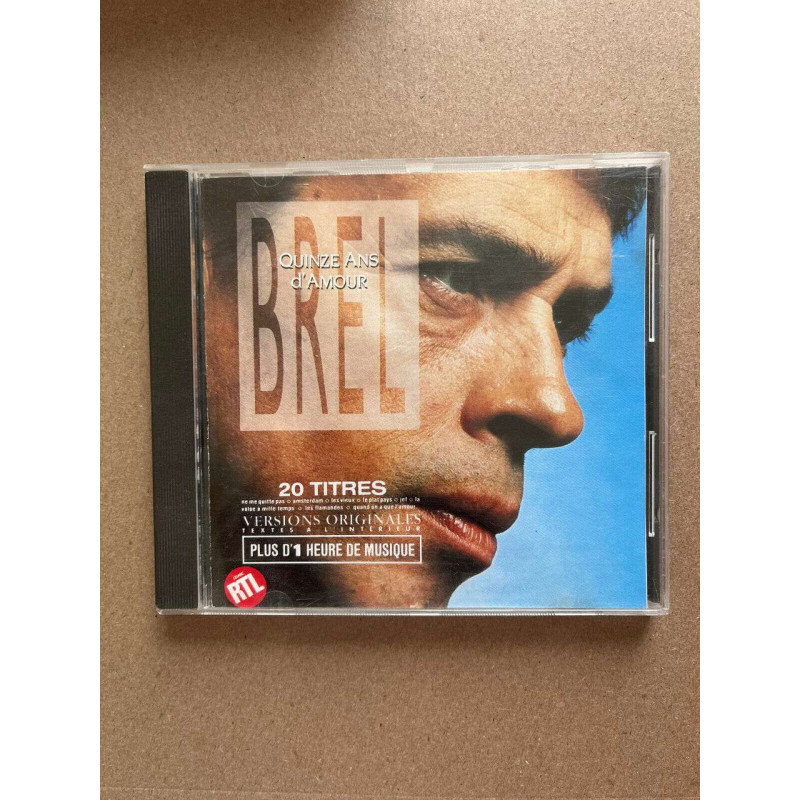 BREL
QUINZE ANS
d'AMOUR
20 TITRES
ne me quitte pas ○ amsterdam ○ les vieux ○ le plat pays ○ jef ○ la
valse a mille temps ○ les flamandes ○ quand on a que l'amour
VERSIONS ORIGINALES
TEXTES A L'INTERIEUR
PLUS D'1 HEURE DE MUSIQUE
RTL